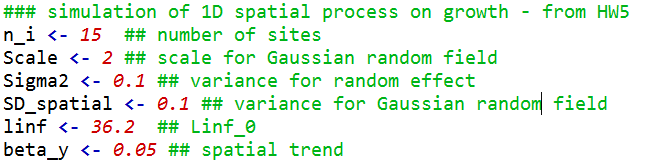 ### simulation of 1D spatial process on growth - from HW5
n_i <- 15  ## number of sites
Scale <- 2 ## scale for Gaussian random field
Sigma2 <- 0.1 ## variance for random effect
SD_spatial <- 0.1 ## variance for Gaussian random field
linf <- 36.2  ## Linf_0
beta_y <- 0.05 ## spatial trend